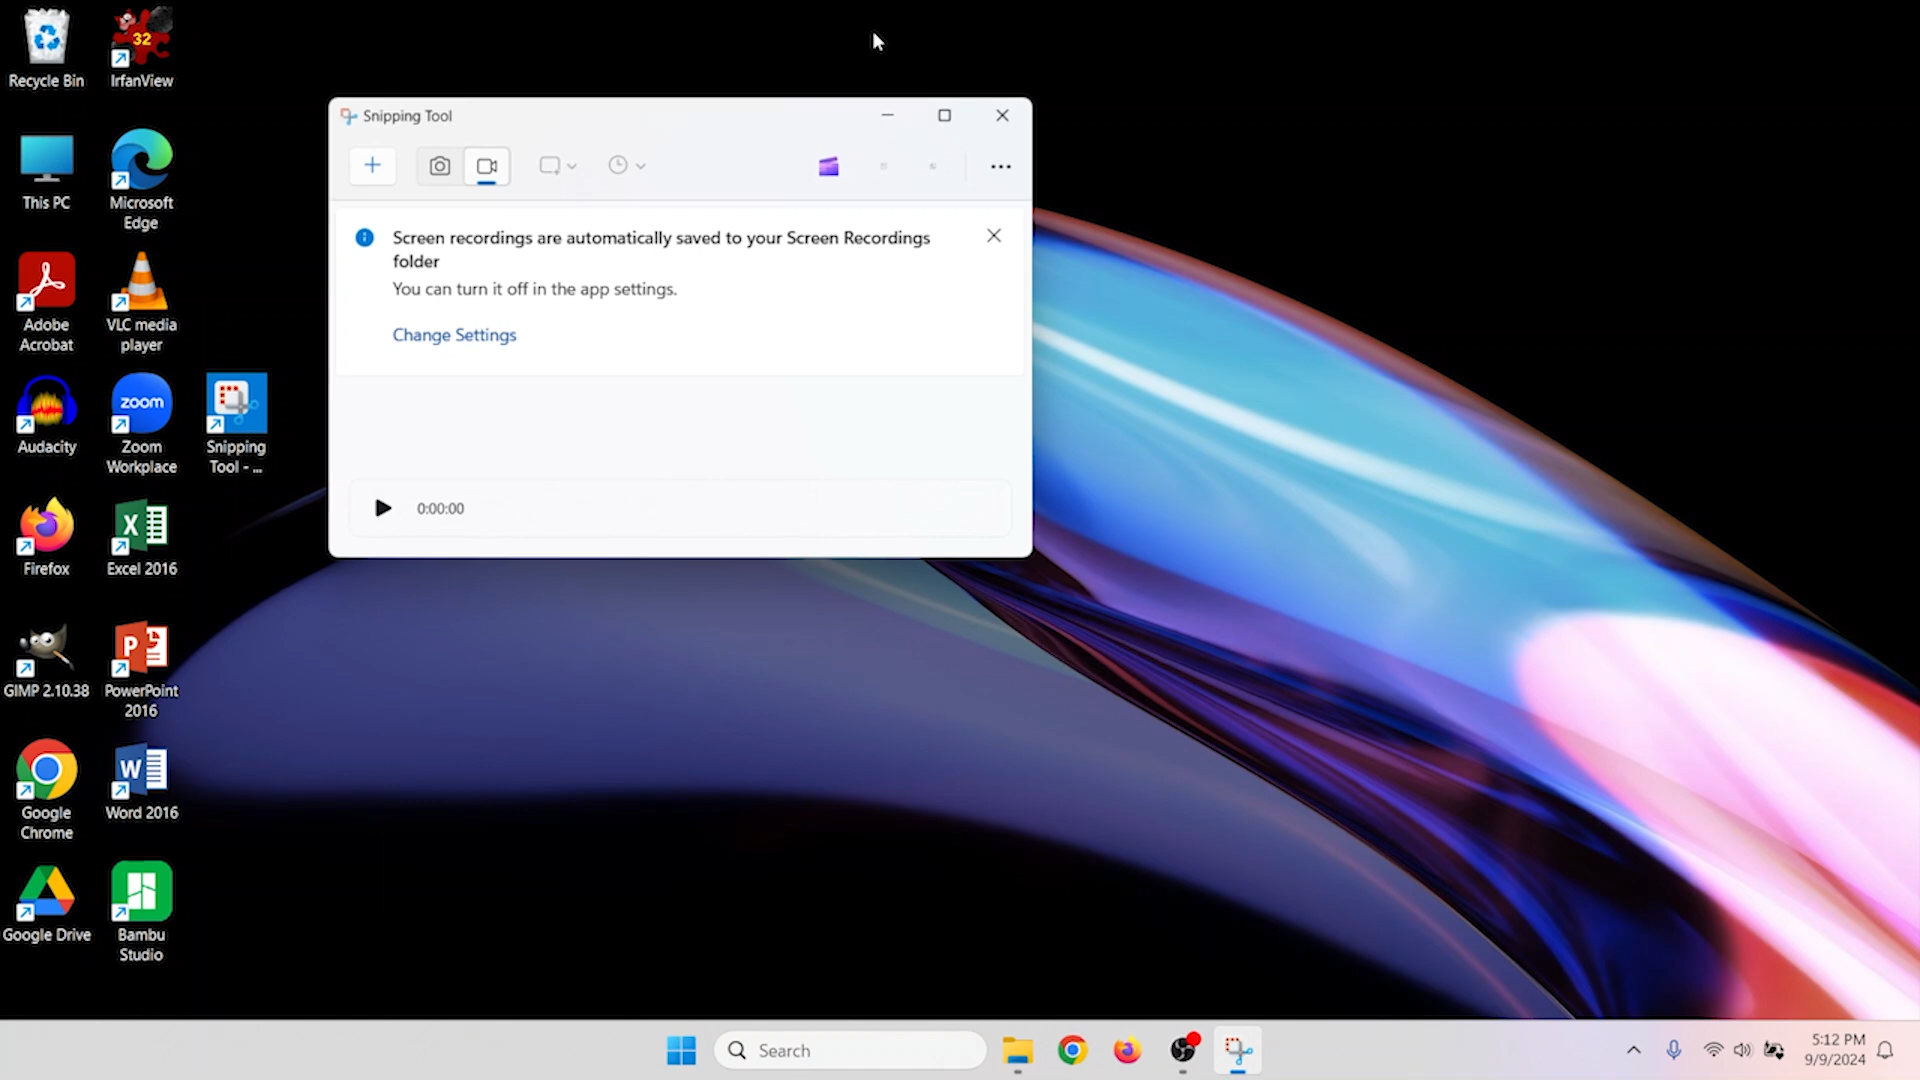 Recycle Bin
32
IrfanView
This PC
Microsoft
Edge
Adobe
Acrobat
VLC media
player
Audacity
zoom
Zoom
Workplace
Snipping
Tool - ...
Firefox
X
Excel 2016
GIMP 2.10.38
P
PowerPoint
2016
Google
Chrome
W
Word 2016
Google Drive
Bambu
Studio
Snipping Tool
Screen recordings are automatically saved to your Screen Recordings
folder
You can turn it off in the app settings.
Change Settings
0:00:00
Search
5:12 PM
9/9/2024